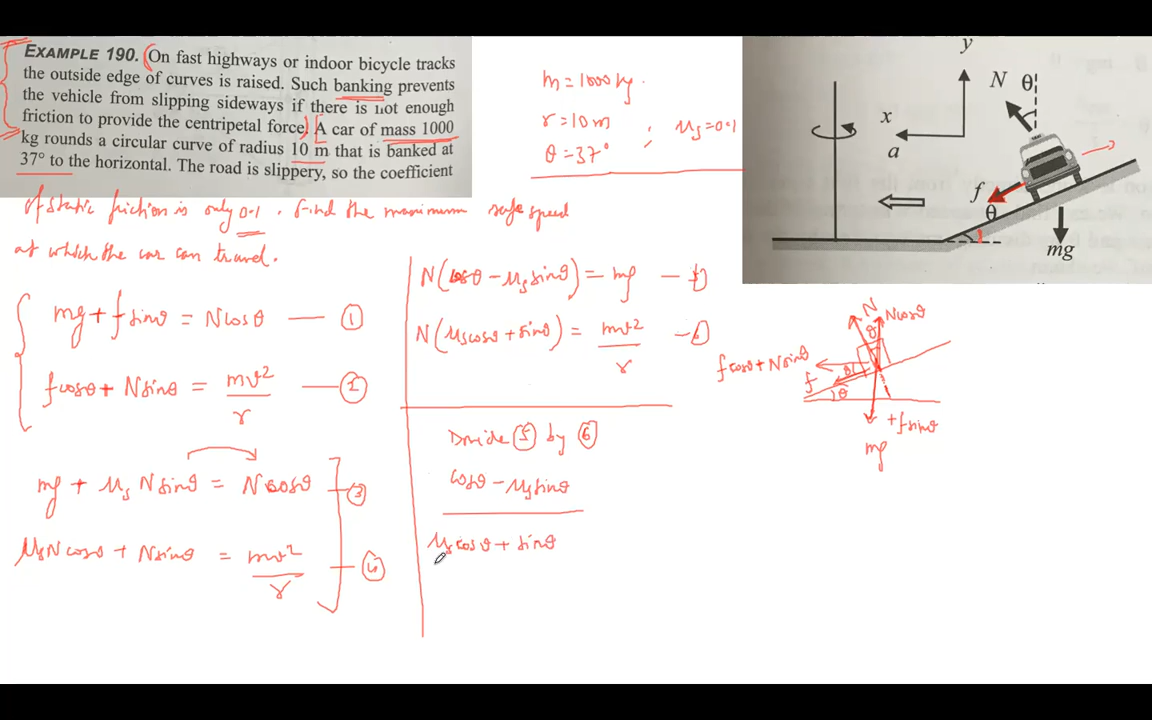 EXAMPLE 190. On fast highways or indoor bicycle tracks
the outside edge of curves is raised. Such banking prevents
the vehicle from slipping sideways if there is not enough
friction to provide the centripetal force. A car of mass 1000
kg rounds a circular curve of radius 10 m that is banked at
37° to the horizontal. The road is slippery, so the coefficient
of static friction is only 0.1. find the maximum safe speed
at which the car can travel.
m = 1000 kg.
r = 10 m ; μs = 0.1
θ = 37°
mg + f sinθ = N cosθ — ①
f cosθ + N sinθ = mv²/r — ②
mg + μs N sinθ = N cosθ — ③
μs N cosθ + N sinθ = mv²/r — ④
N(cosθ − μs sinθ) = mg — ⑤
N(μs cosθ + sinθ) = mv²/r — ⑥
Divide ⑤ by ⑥
cosθ − μs sinθ
μs cosθ + sinθ
y
N θ
x
a
f
θ
mg
N
N cosθ
θ
f cosθ + N sinθ
f θ
θ
+ f sinθ
mg